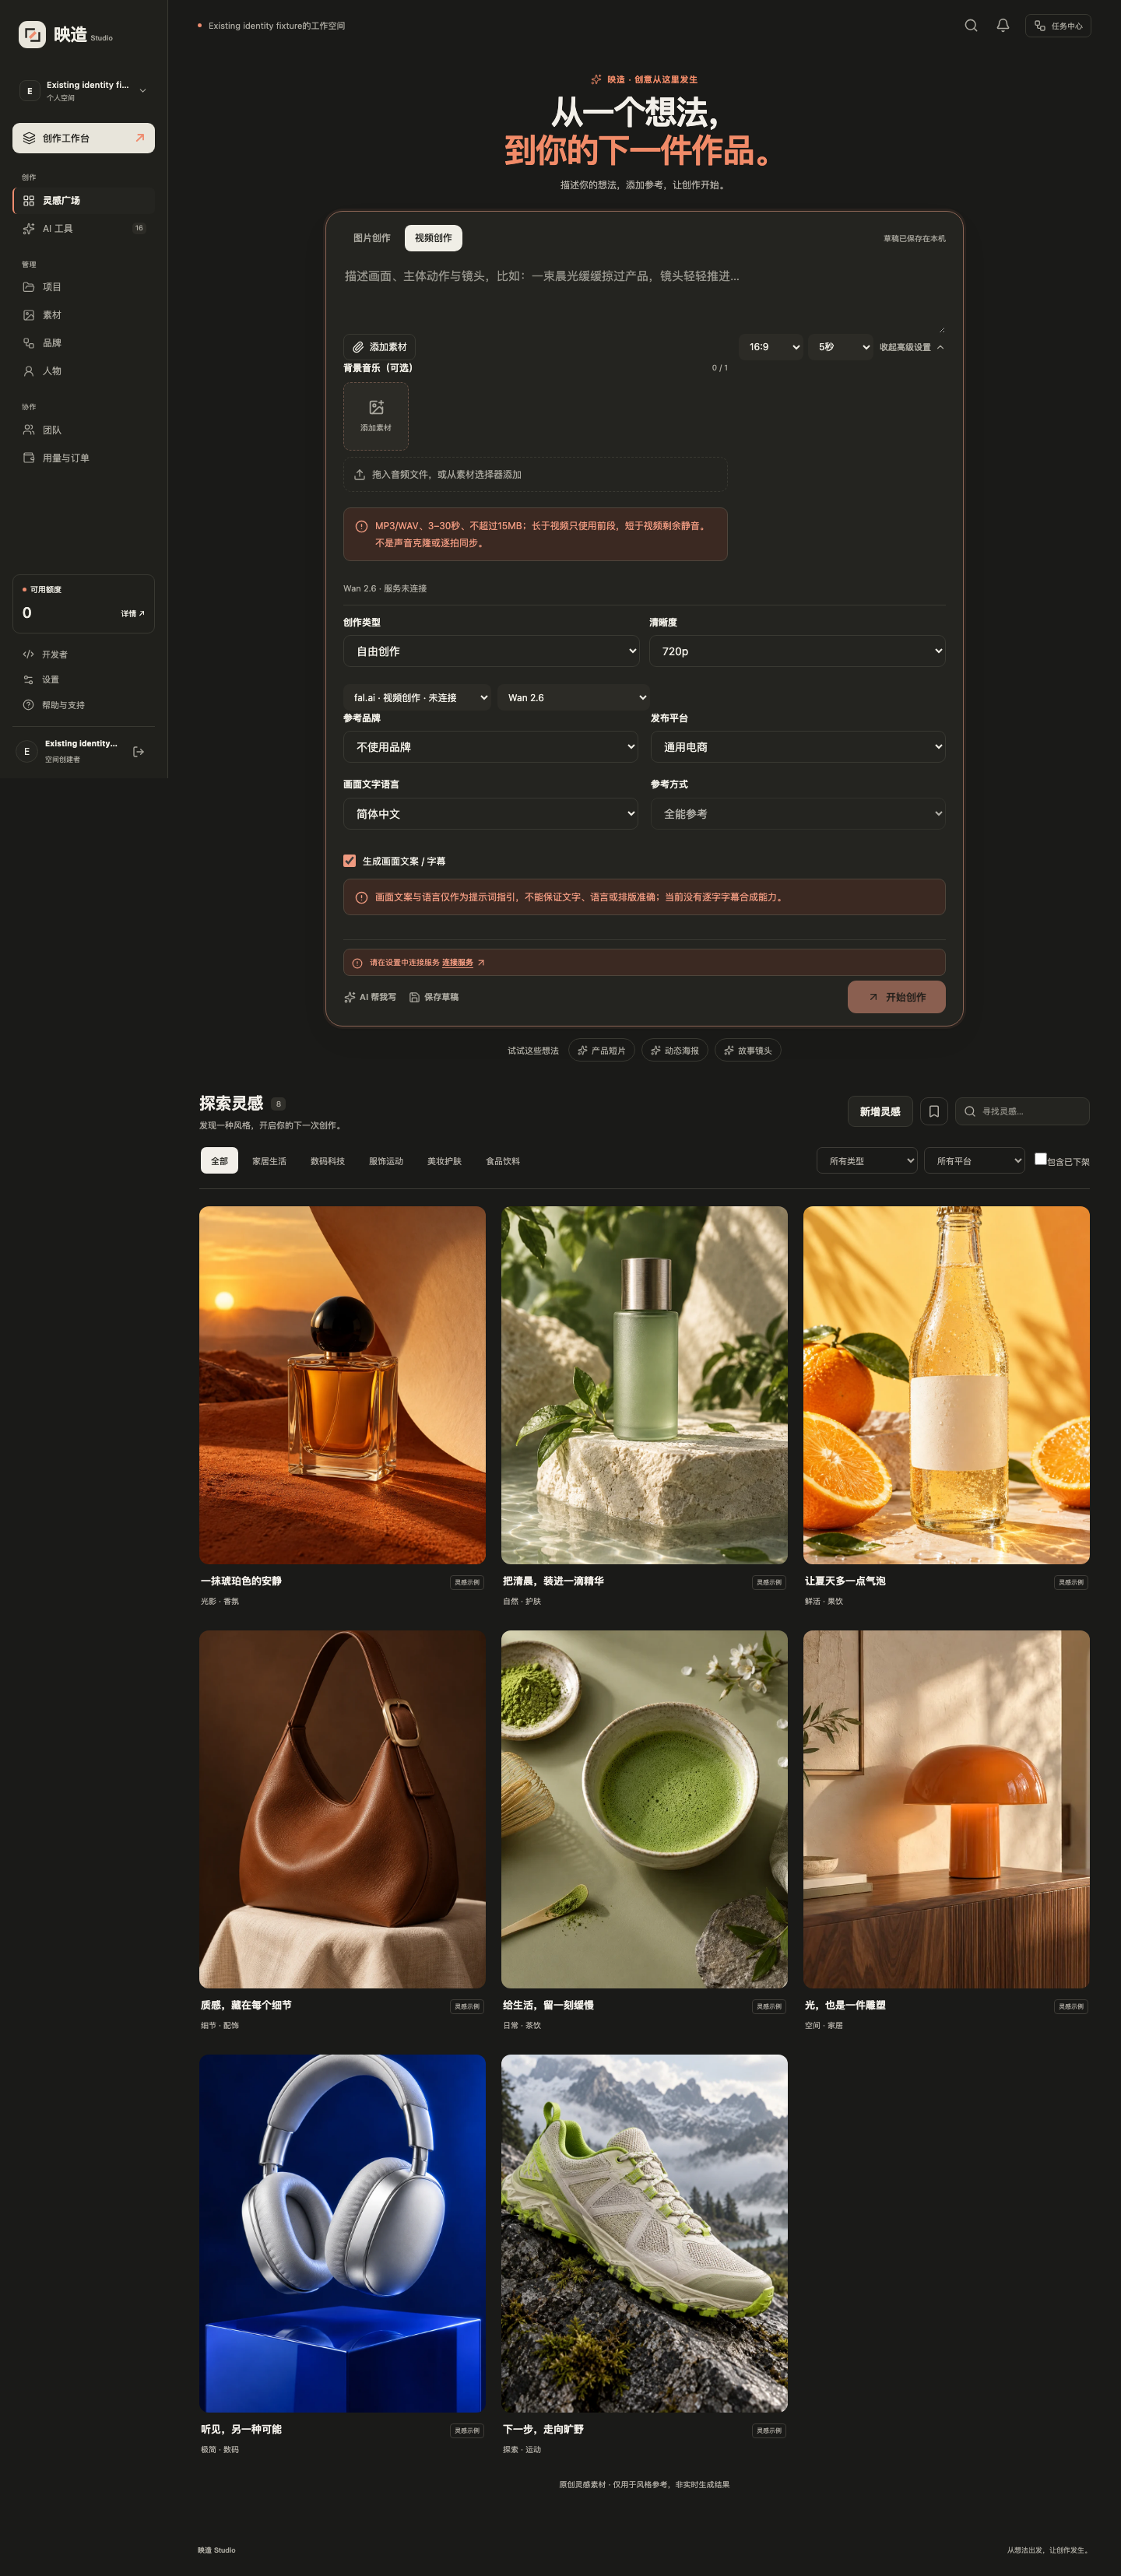 映造 Studio
E
Existing identity fi...
个人空间
创作工作台
创作
灵感广场
AI 工具
16
管理
项目
素材
品牌
人物
协作
团队
用量与订单
可用额度
0
详情
开发者
设置
帮助与支持
E
Existing identity...
空间创建者
Existing identity fixture的工作空间
任务中心
映造 · 创意从这里发生
从一个想法，
到你的下一件作品。
描述你的想法，添加参考，让创作开始。
图片创作
视频创作
草稿已保存在本机
描述画面、主体动作与镜头，比如：一束晨光缓缓掠过产品，镜头轻轻推进...
添加素材
16:9
5秒
收起高级设置
背景音乐（可选）
0 / 1
添加素材
拖入音频文件，或从素材选择器添加
MP3/WAV、3–30秒、不超过15MB；长于视频只使用前段，短于视频剩余静音。
不是声音克隆或逐拍同步。
Wan 2.6 · 服务未连接
创作类型
清晰度
自由创作
720p
fal.ai · 视频创作 · 未连接
Wan 2.6
参考品牌
发布平台
不使用品牌
通用电商
画面文字语言
参考方式
简体中文
全能参考
生成画面文案 / 字幕
画面文案与语言仅作为提示词指引，不能保证文字、语言或排版准确；当前没有逐字字幕合成能力。
请在设置中连接服务 连接服务
AI 帮我写
保存草稿
开始创作
试试这些想法
产品短片
动态海报
故事镜头
探索灵感
8
发现一种风格，开启你的下一次创作。
新增灵感
寻找灵感...
全部
家居生活
数码科技
服饰运动
美妆护肤
食品饮料
所有类型
所有平台
包含已下架
一抹琥珀色的安静
灵感示例
光影 · 香氛
把清晨，装进一滴精华
灵感示例
自然 · 护肤
让夏天多一点气泡
灵感示例
鲜活 · 果饮
质感，藏在每个细节
灵感示例
细节 · 配饰
给生活，留一刻缓慢
灵感示例
日常 · 茶饮
光，也是一件雕塑
灵感示例
空间 · 家居
听见，另一种可能
灵感示例
极简 · 数码
下一步，走向旷野
灵感示例
探索 · 运动
原创灵感素材 · 仅用于风格参考，非实时生成结果
映造 Studio
从想法出发，让创作发生。